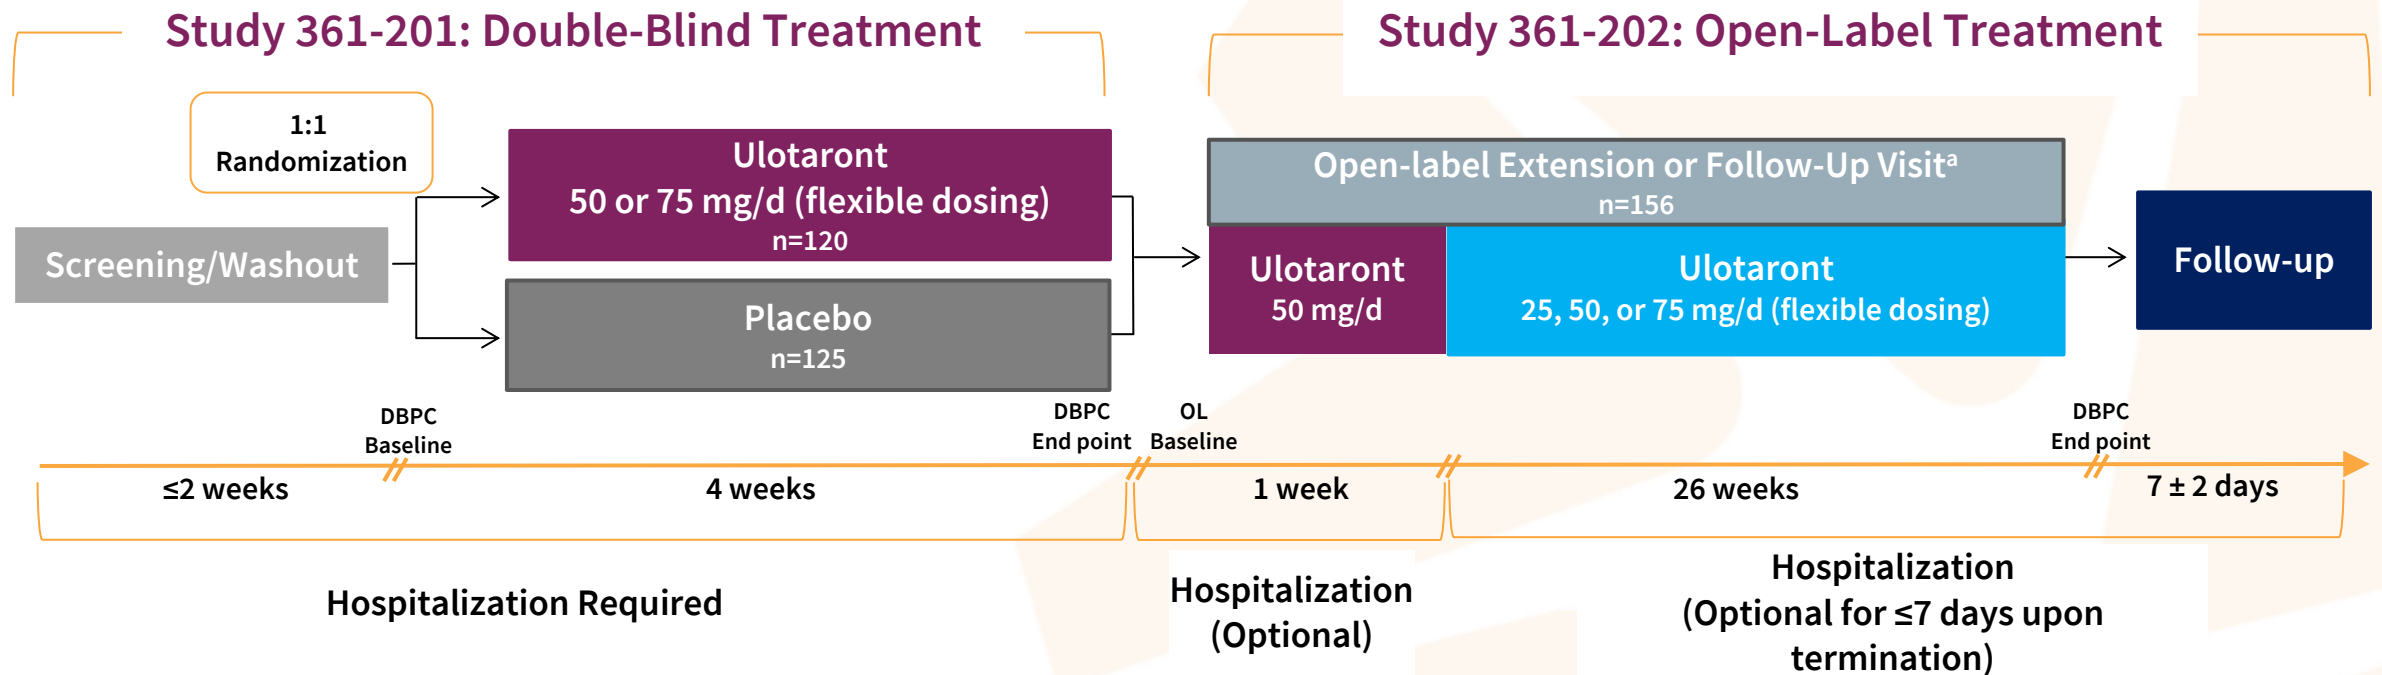 Study 361-201: Double-Blind Treatment
Study 361-202: Open-Label Treatment
1:1
Randomization
Screening/Washout
Ulotaront
50 or 75 mg/d (flexible dosing)
n=120
Placebo
n=125
Open-label Extension or Follow-Up Visitᵃ
n=156
Ulotaront
50 mg/d
Ulotaront
25, 50, or 75 mg/d (flexible dosing)
Follow-up
DBPC
Baseline
DBPC
End point
OL
Baseline
DBPC
End point
≤2 weeks
4 weeks
1 week
26 weeks
7 ± 2 days
Hospitalization Required
Hospitalization
(Optional)
Hospitalization
(Optional for ≤7 days upon
termination)